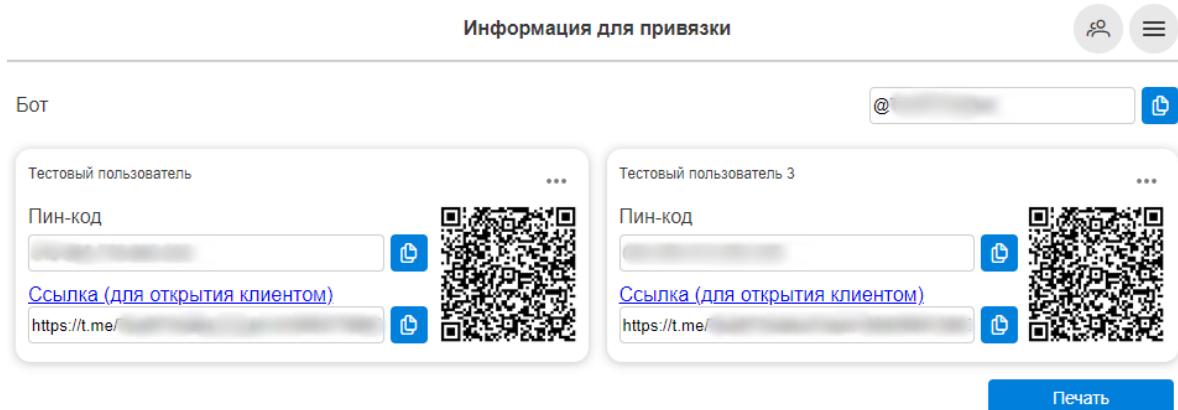 Информация для привязки
Бот
@
Тестовый пользователь
Пин-код
Ссылка (для открытия клиентом)
https://t.me/
Тестовый пользователь 3
Пин-код
Ссылка (для открытия клиентом)
https://t.me/
Печать